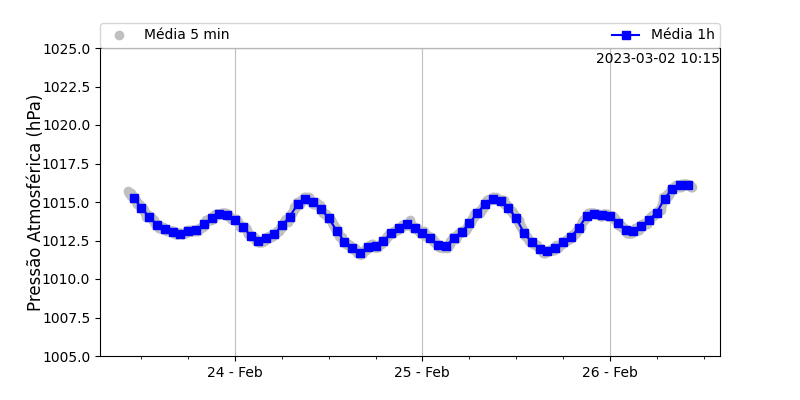 Média 5 min
Média 1h
2023-03-02 10:15
Pressão Atmosférica (hPa)
1025.0
1022.5
1020.0
1017.5
1015.0
1012.5
1010.0
1007.5
1005.0
24 - Feb
25 - Feb
26 - Feb